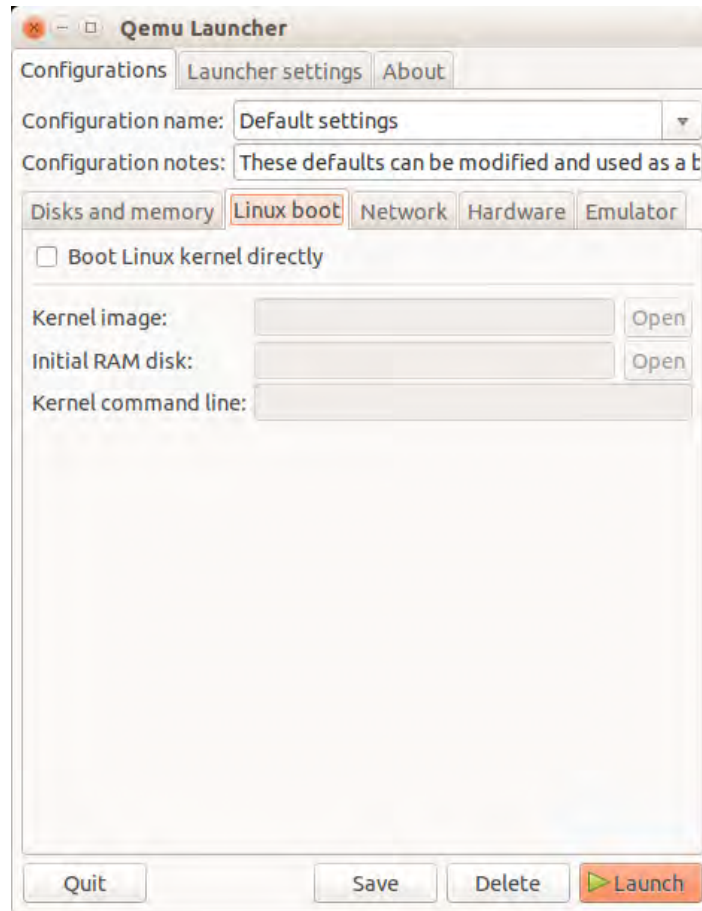 Qemu Launcher
Configurations Launcher settings About
Configuration name: Default settings
Configuration notes: These defaults can be modified and used as a b
Disks and memory Linux boot Network Hardware Emulator
Boot Linux kernel directly
Kernel image: Open
Initial RAM disk: Open
Kernel command line:
Quit Save Delete Launch